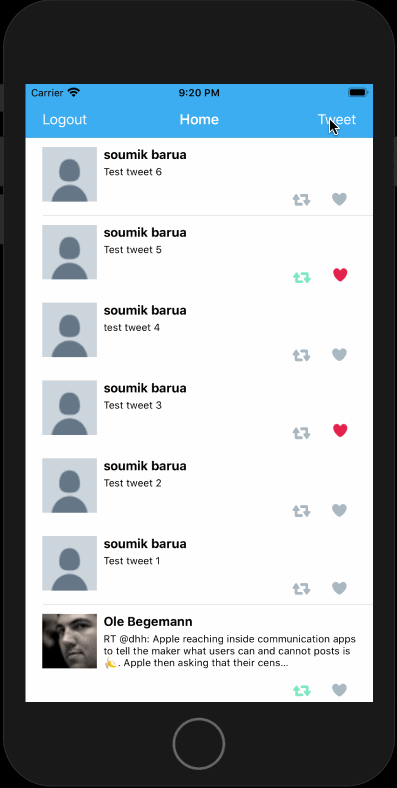 Carrier 9:20 PM
Logout Home Tweet
soumik barua
Test tweet 6
soumik barua
Test tweet 5
soumik barua
test tweet 4
soumik barua
Test tweet 3
soumik barua
Test tweet 2
soumik barua
Test tweet 1
Ole Begemann
RT @dhh: Apple reaching inside communication apps
to tell the maker what users can and cannot posts is
🍌. Apple then asking that their cens...